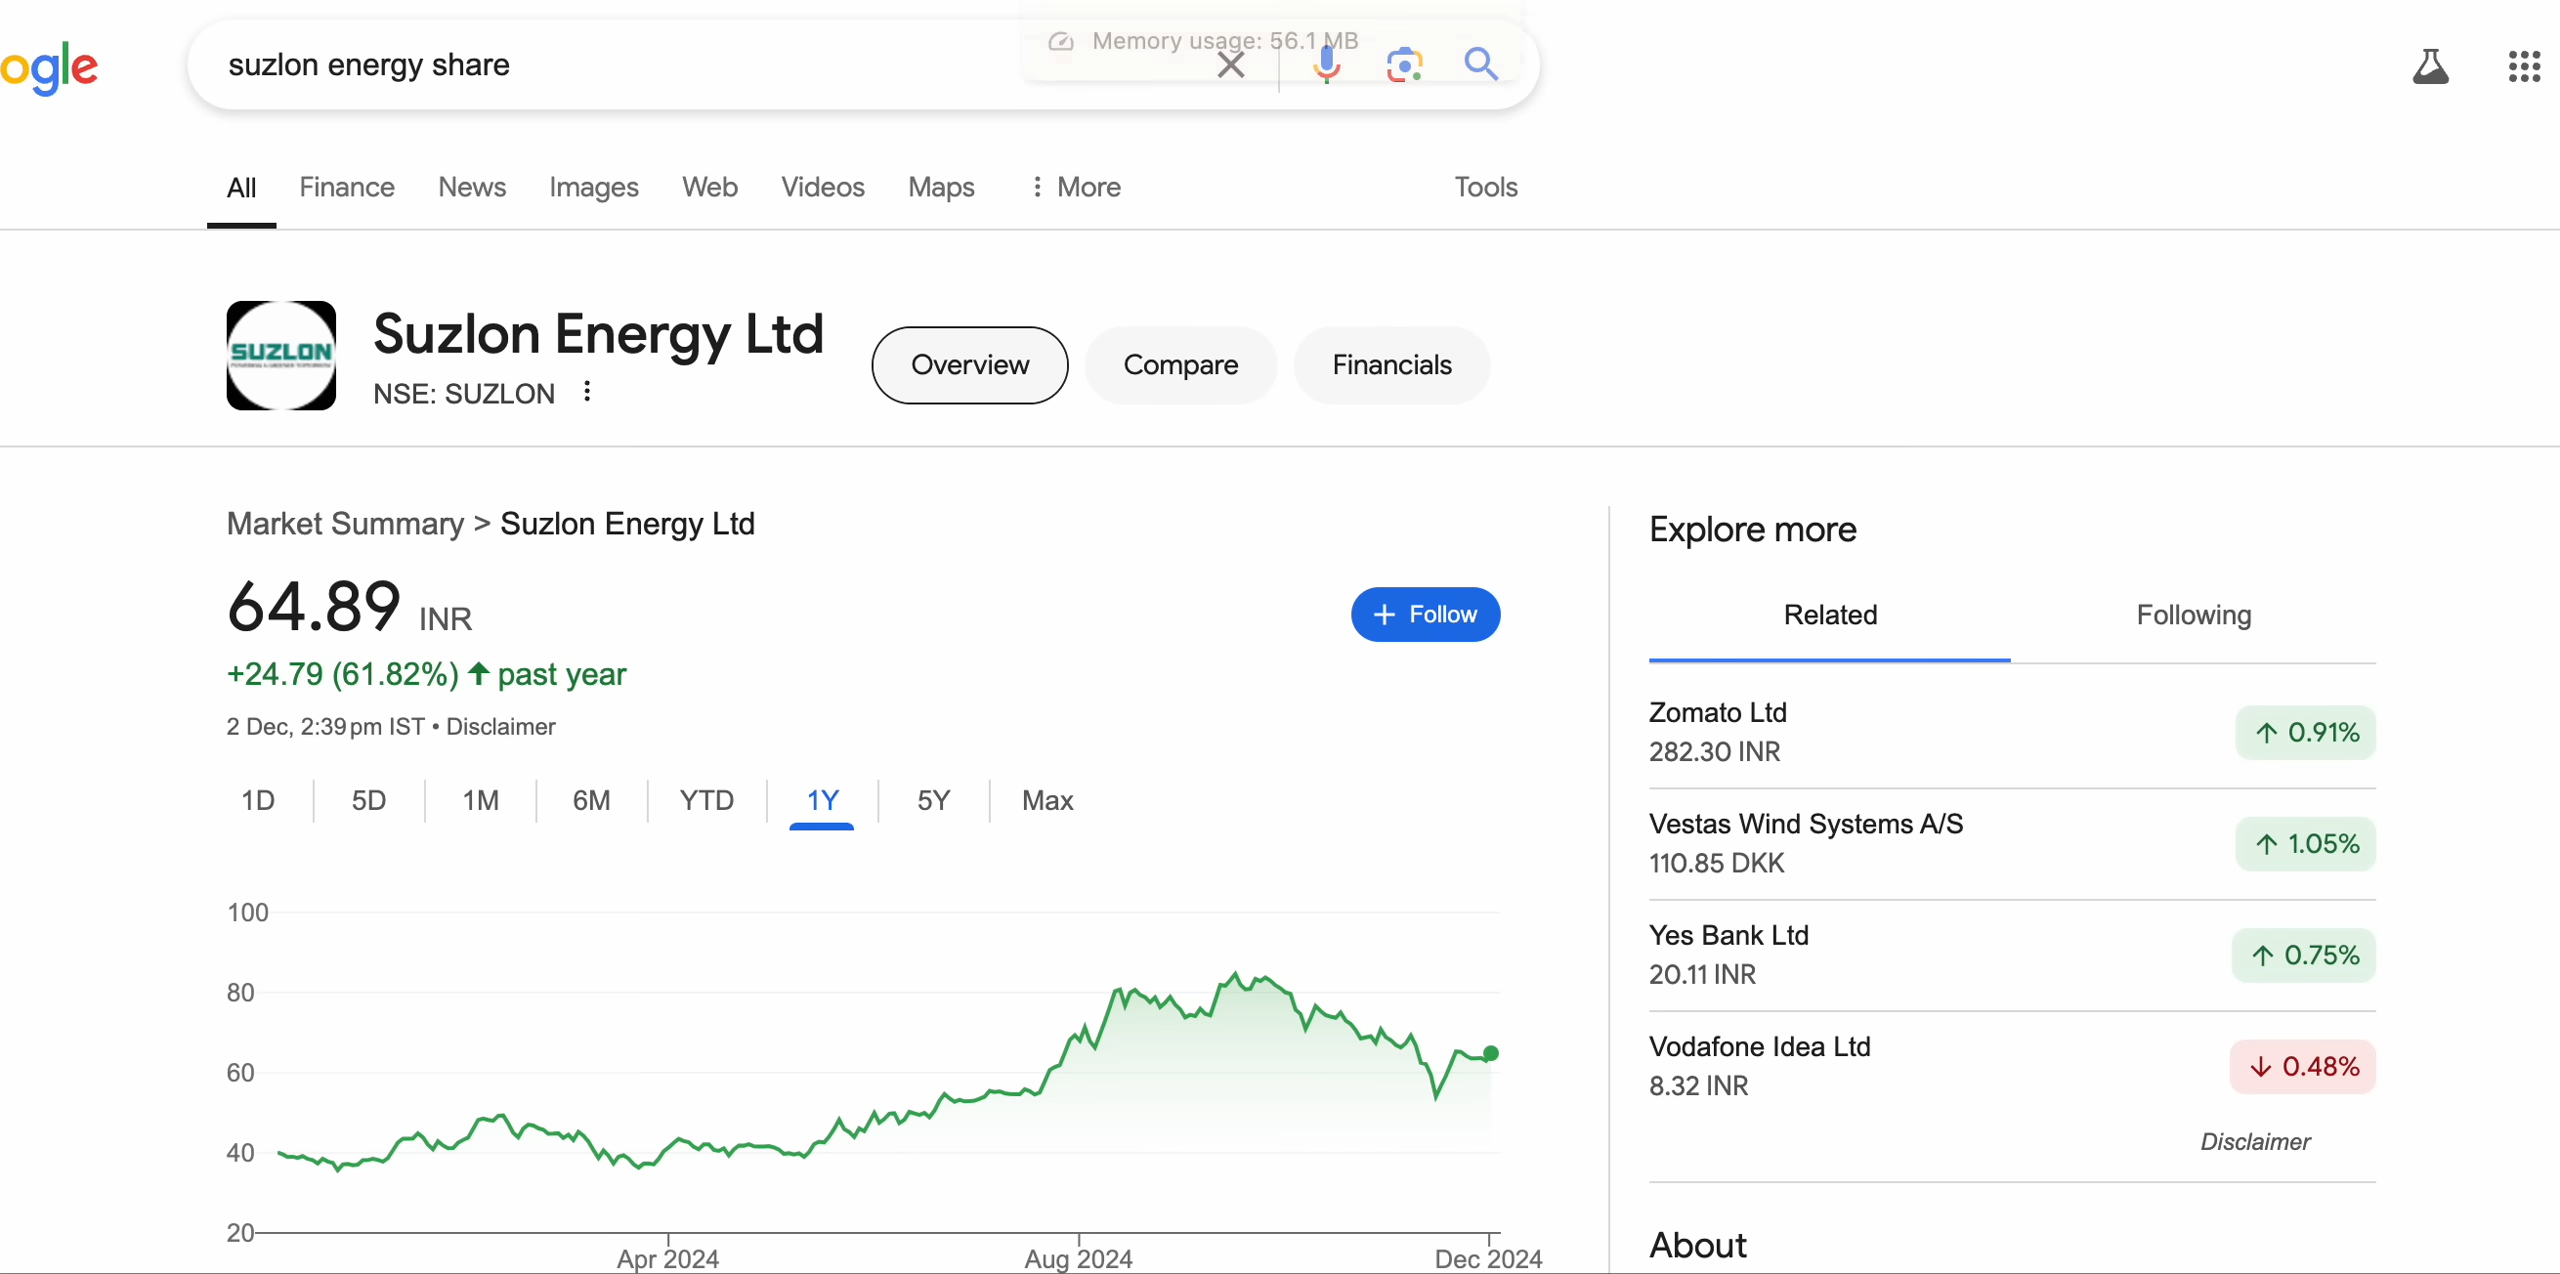 ogle
suzlon energy share
Memory usage: 56.1 MB
All Finance News Images Web Videos Maps More Tools
SUZLON
Suzlon Energy Ltd
NSE: SUZLON
Overview Compare Financials
Market Summary > Suzlon Energy Ltd
64.89 INR
+ Follow
+24.79 (61.82%) ↑ past year
2 Dec, 2:39 pm IST • Disclaimer
1D 5D 1M 6M YTD 1Y 5Y Max
100
80
60
40
20
Apr 2024 Aug 2024 Dec 2024
Explore more
Related Following
Zomato Ltd
282.30 INR
↑ 0.91%
Vestas Wind Systems A/S
110.85 DKK
↑ 1.05%
Yes Bank Ltd
20.11 INR
↑ 0.75%
Vodafone Idea Ltd
8.32 INR
↓ 0.48%
Disclaimer
About